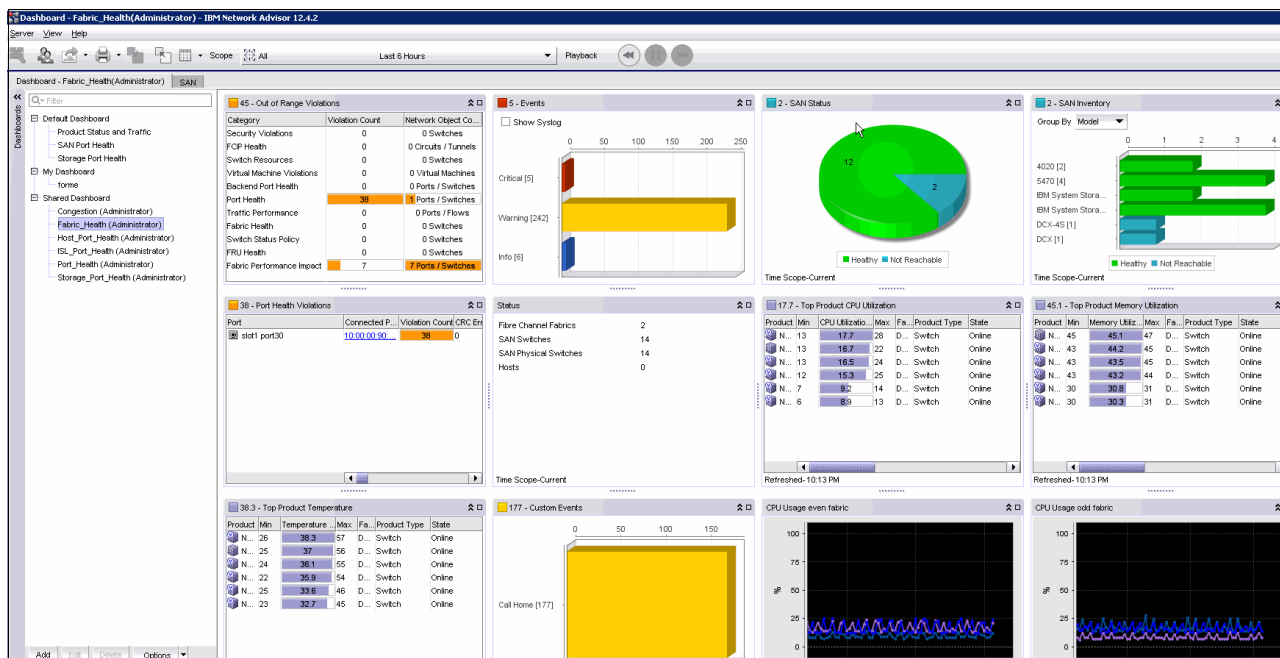 Dashboard - Fabric_Health(Administrator) - IBM Network Advisor 12.4.2
Server View Help
Scope All Last 6 Hours Playback
Dashboard - Fabric_Health(Administrator) SAN
Dashboards
Filter
Default Dashboard
Product Status and Traffic
SAN Port Health
Storage Port Health
My Dashboard
forme
Shared Dashboard
Congestion (Administrator)
Fabric_Health (Administrator)
Host_Port_Health (Administrator)
ISL_Port_Health (Administrator)
Port_Health (Administrator)
Storage_Port_Health (Administrator)
Add Edit Delete Options
45 - Out of Range Violations
Category Violation Count Network Object Co...
Security Violations 0 0 Switches
FCIP Health 0 0 Circuits / Tunnels
Switch Resources 0 0 Switches
Virtual Machine Violations 0 0 Virtual Machines
Backend Port Health 0 0 Ports / Switches
Port Health 38 1 Ports / Switches
Traffic Performance 0 0 Ports / Flows
Fabric Health 0 0 Switches
Switch Status Policy 0 0 Switches
FRU Health 0 0 Switches
Fabric Performance Impact 7 7 Ports / Switches
5 - Events
Show Syslog
0 50 100 150 200 250
Critical [5]
Warning [242]
Info [6]
2 - SAN Status
12
2
Healthy Not Reachable
Time Scope-Current
2 - SAN Inventory
Group By Model
0 1 2 3 4
4020 [2]
5470 [4]
IBM System Stora...
IBM System Stora...
DCX-4S [1]
DCX [1]
Healthy Not Reachable
Time Scope-Current
38 - Port Health Violations
Port Connected P... Violation Count CRC Err
slot1 port30 10:00:00:90:... 38 0
Status
Fibre Channel Fabrics 2
SAN Switches 14
SAN Physical Switches 14
Hosts 0
Time Scope-Current
17.7 - Top Product CPU Utilization
Product Min CPU Utilizatio... Max Fa... Product Type State
N... 13 17.7 28 D... Switch Online
N... 13 16.7 22 D... Switch Online
N... 13 16.5 24 D... Switch Online
N... 12 15.3 25 D... Switch Online
N... 7 9.2 14 D... Switch Online
N... 6 8.9 13 D... Switch Online
Refreshed- 10:13 PM
45.1 - Top Product Memory Utilization
Product Min Memory Utiliz... Max Fa... Product Type State
N... 45 45.1 47 D... Switch Online
N... 43 44.2 45 D... Switch Online
N... 43 43.5 45 D... Switch Online
N... 43 43.2 44 D... Switch Online
N... 30 30.8 31 D... Switch Online
N... 30 30.3 31 D... Switch Online
Refreshed- 10:13 PM
38.3 - Top Product Temperature
Product Min Temperature ... Max Fa... Product Type State
N... 26 38.3 57 D... Switch Online
N... 25 37 56 D... Switch Online
N... 24 36.1 55 D... Switch Online
N... 22 35.9 54 D... Switch Online
N... 25 33.6 46 D... Switch Online
N... 23 32.7 45 D... Switch Online
177 - Custom Events
0 50 100 150
Call Home [177]
CPU Usage even fabric
100
%
50
25
0
CPU Usage odd fabric
100
%
50
25
0